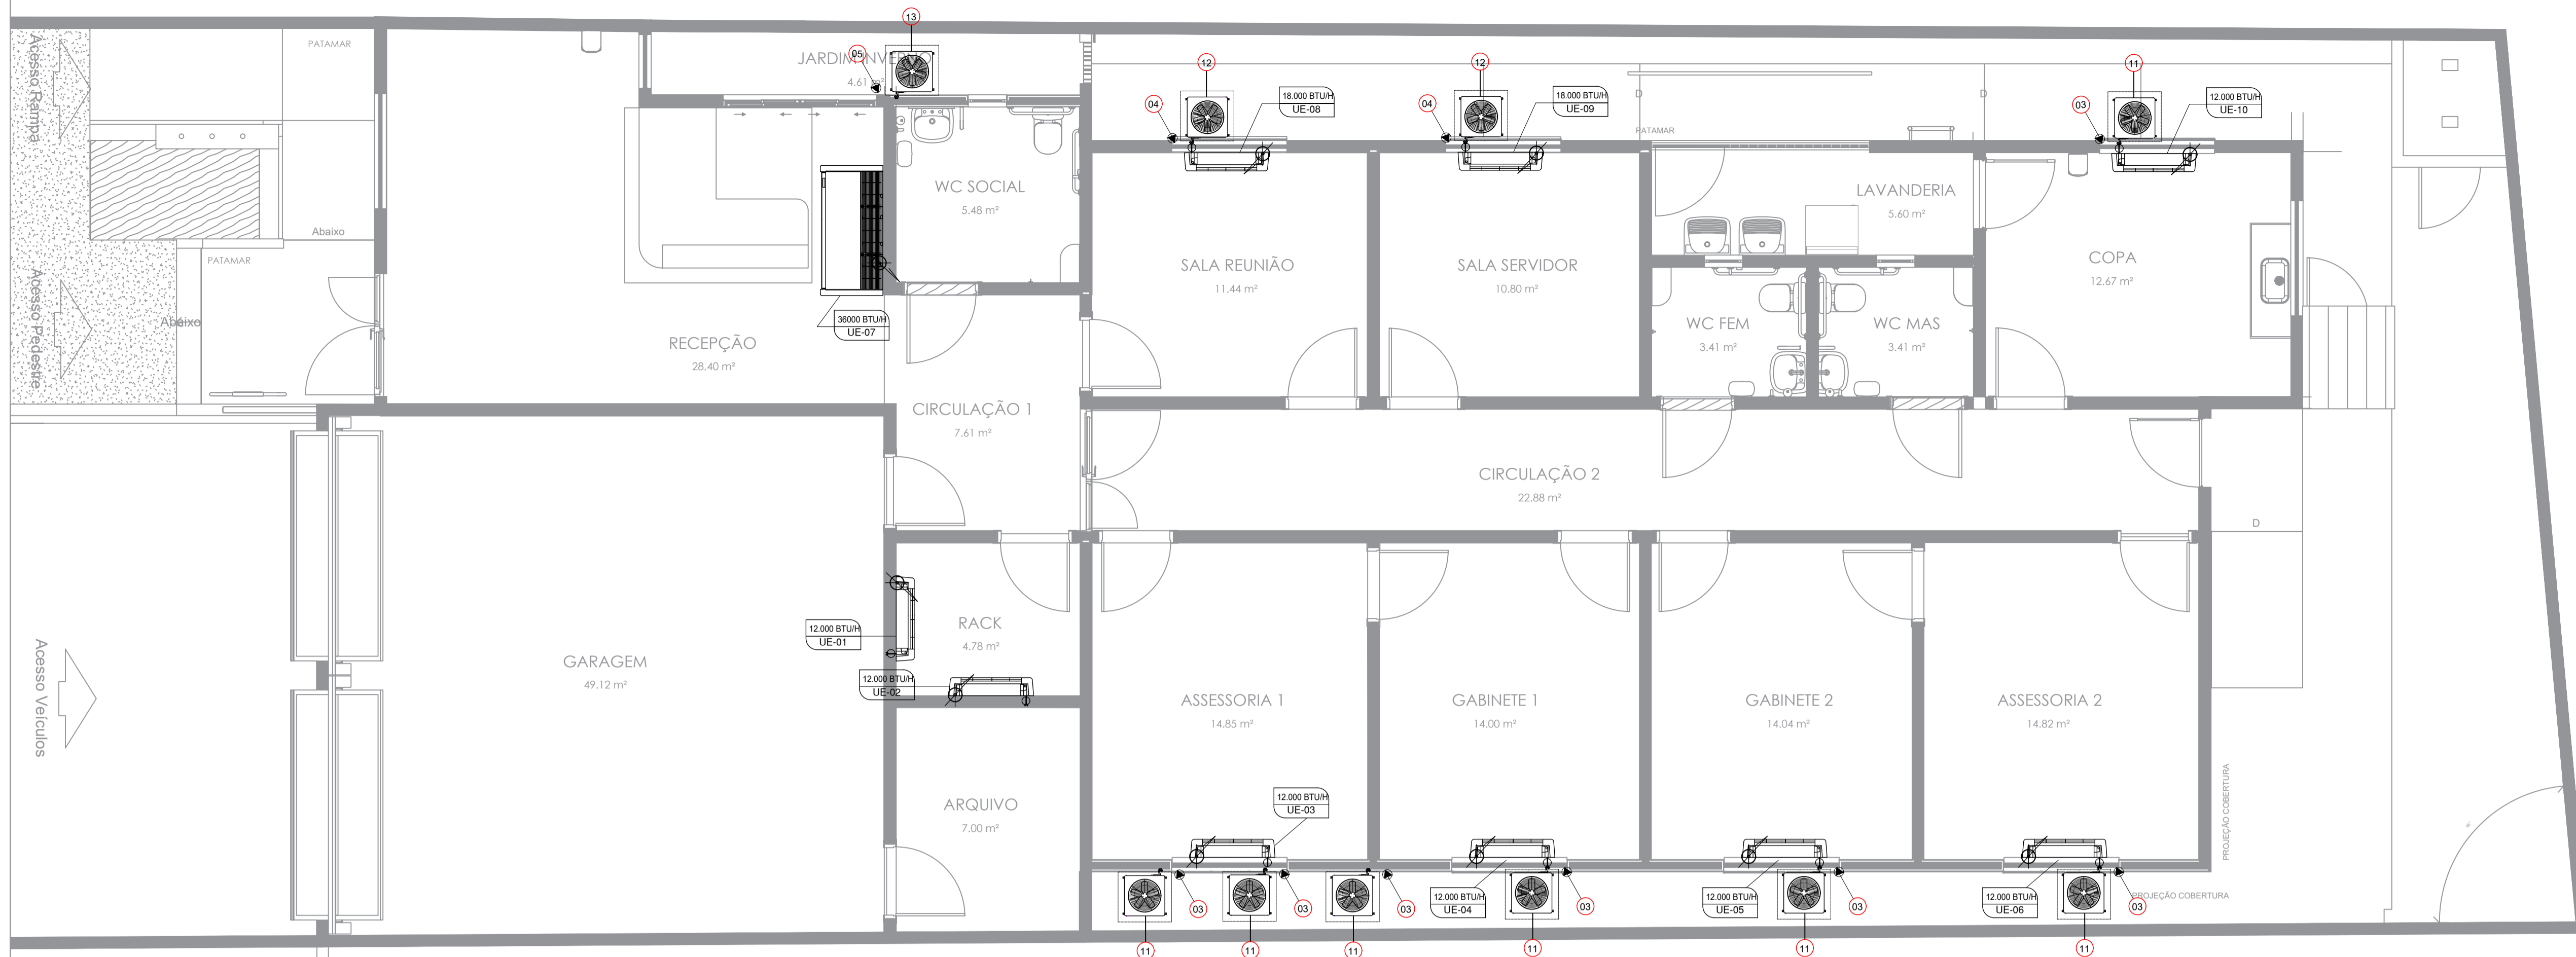 13
Acesso Rampa
PATAMAR
05
JARDIM INVE
4.61 m²
12
12
11
04
18.000 BTU/H
UE-08
04
18.000 BTU/H
UE-09
D
D
03
12.000 BTU/H
UE-10
PATAMAR
WC SOCIAL
5.48 m²
LAVANDERIA
5.60 m²
Abaixo
PATAMAR
SALA REUNIÃO
11.44 m²
SALA SERVIDOR
10.80 m²
COPA
12.67 m²
Acesso Pedestre
Abaixo
36000 BTU/H
UE-07
RECEPÇÃO
28.40 m²
WC FEM
3.41 m²
WC MAS
3.41 m²
CIRCULAÇÃO 1
7.61 m²
CIRCULAÇÃO 2
22.88 m²
D
12.000 BTU/H
UE-01
RACK
4.78 m²
GARAGEM
49.12 m²
12.000 BTU/H
UE-02
Acesso Veículos
ASSESSORIA 1
14.85 m²
GABINETE 1
14.00 m²
GABINETE 2
14.04 m²
ASSESSORIA 2
14.82 m²
ARQUIVO
7.00 m²
12.000 BTU/H
UE-03
PROJEÇÃO COBERTURA
12.000 BTU/H
UE-04
12.000 BTU/H
UE-05
12.000 BTU/H
UE-06
PROJEÇÃO COBERTURA
03
03
03
03
03
03
11
11
11
11
11
11